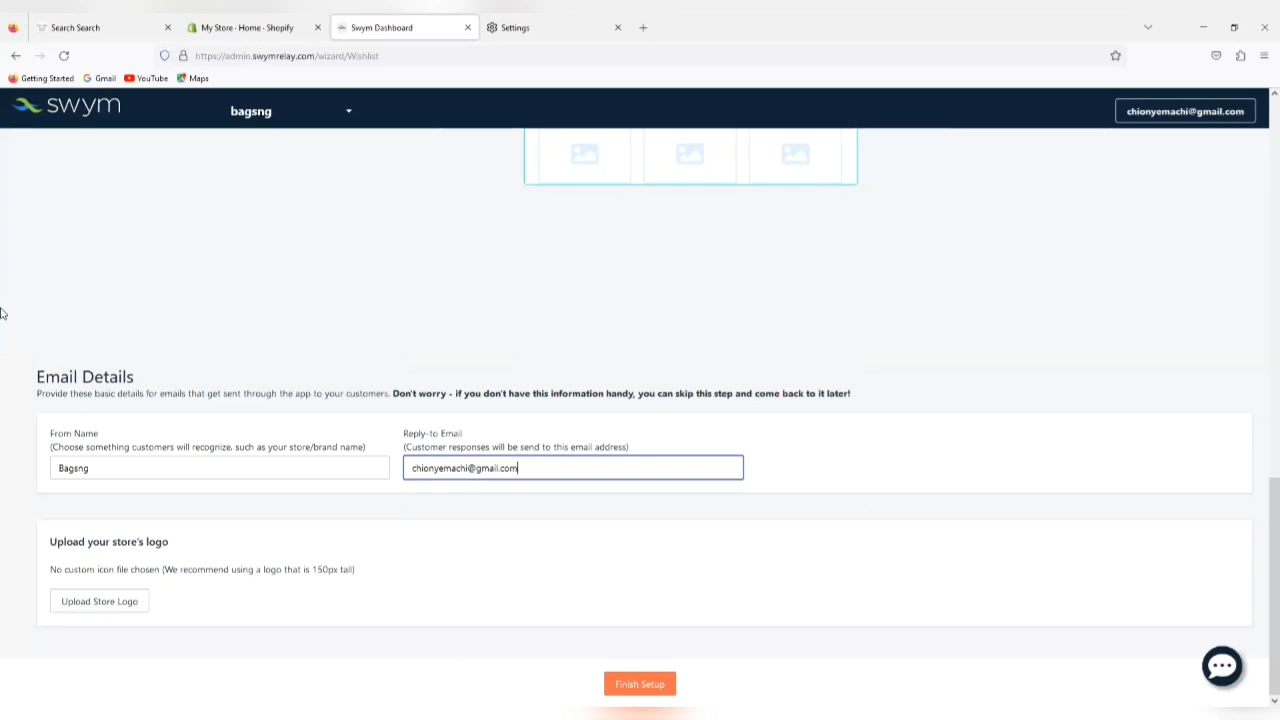 Search Search
My Store · Home · Shopify
Swym Dashboard
Settings
https://admin.swymrelay.com/wizard/Wishlist
Getting Started
Gmail
YouTube
Maps
swym
bagsng
chionyemachi@gmail.com
Email Details
Provide these basic details for emails that get sent through the app to your customers. Don't worry - if you don't have this information handy, you can skip this step and come back to it later!
From Name
(Choose something customers will recognize, such as your store/brand name)
Bagsng
Reply-to Email
(Customer responses will be send to this email address)
chionyemachi@gmail.com
Upload your store's logo
No custom icon file chosen (We recommend using a logo that is 150px tall)
Upload Store Logo
Finish Setup